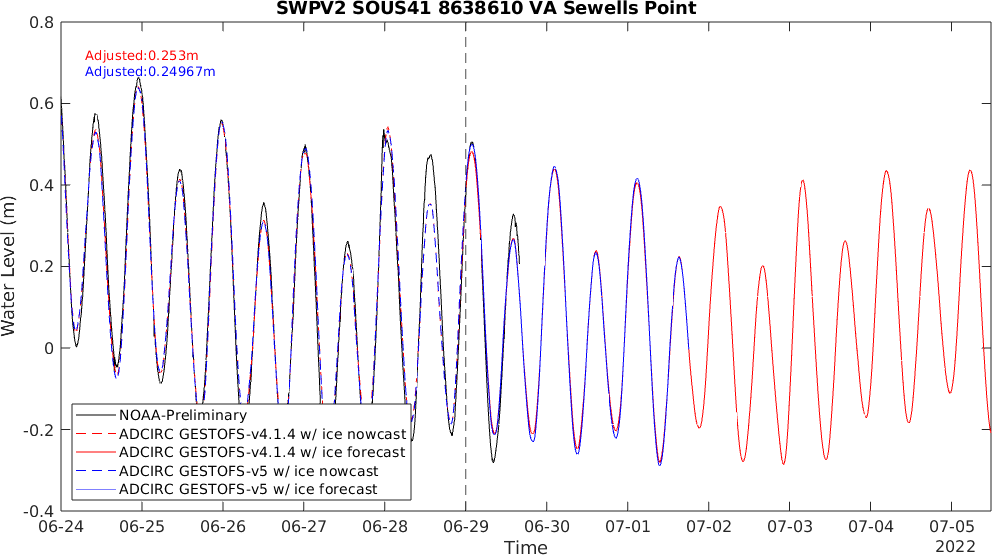 SWPV2 SOUS41 8638610 VA Sewells Point
Adjusted:0.253m
Adjusted:0.24967m
Water Level (m)
0.8
0.6
0.4
0.2
0
-0.2
-0.4
NOAA-Preliminary
ADCIRC GESTOFS-v4.1.4 w/ ice nowcast
ADCIRC GESTOFS-v4.1.4 w/ ice forecast
ADCIRC GESTOFS-v5 w/ ice nowcast
ADCIRC GESTOFS-v5 w/ ice forecast
06-24 06-25 06-26 06-27 06-28 06-29 06-30 07-01 07-02 07-03 07-04 07-05
2022
Time